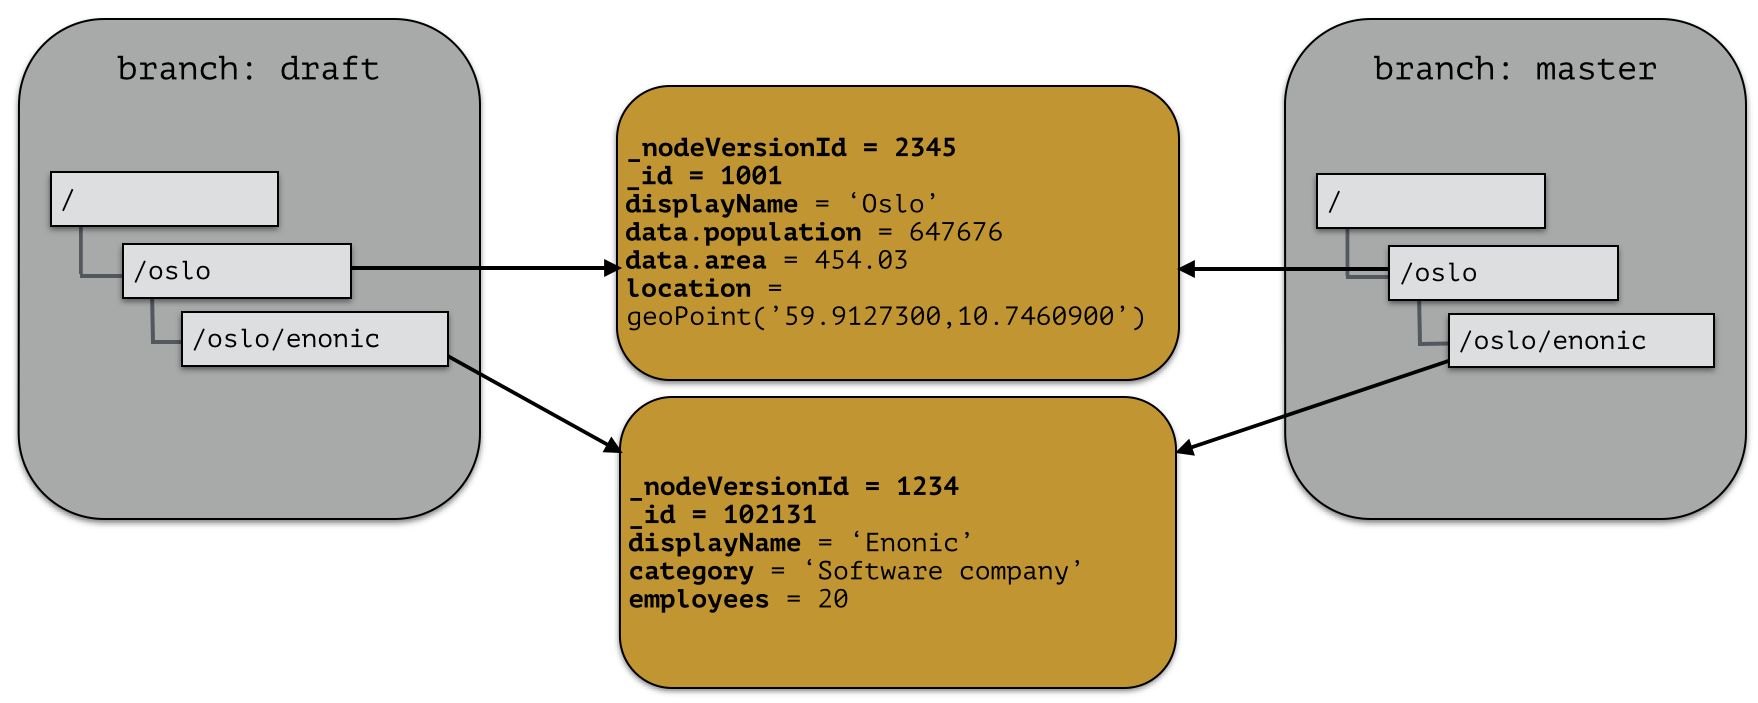 branch: draft
/
/oslo
/oslo/enonic
_nodeVersionId = 2345
_id = 1001
displayName = ‘Oslo’
data.population = 647676
data.area = 454.03
location =
geoPoint(’59.9127300,10.7460900’)
_nodeVersionId = 1234
_id = 102131
displayName = ‘Enonic’
category = ‘Software company’
employees = 20
branch: master
/
/oslo
/oslo/enonic